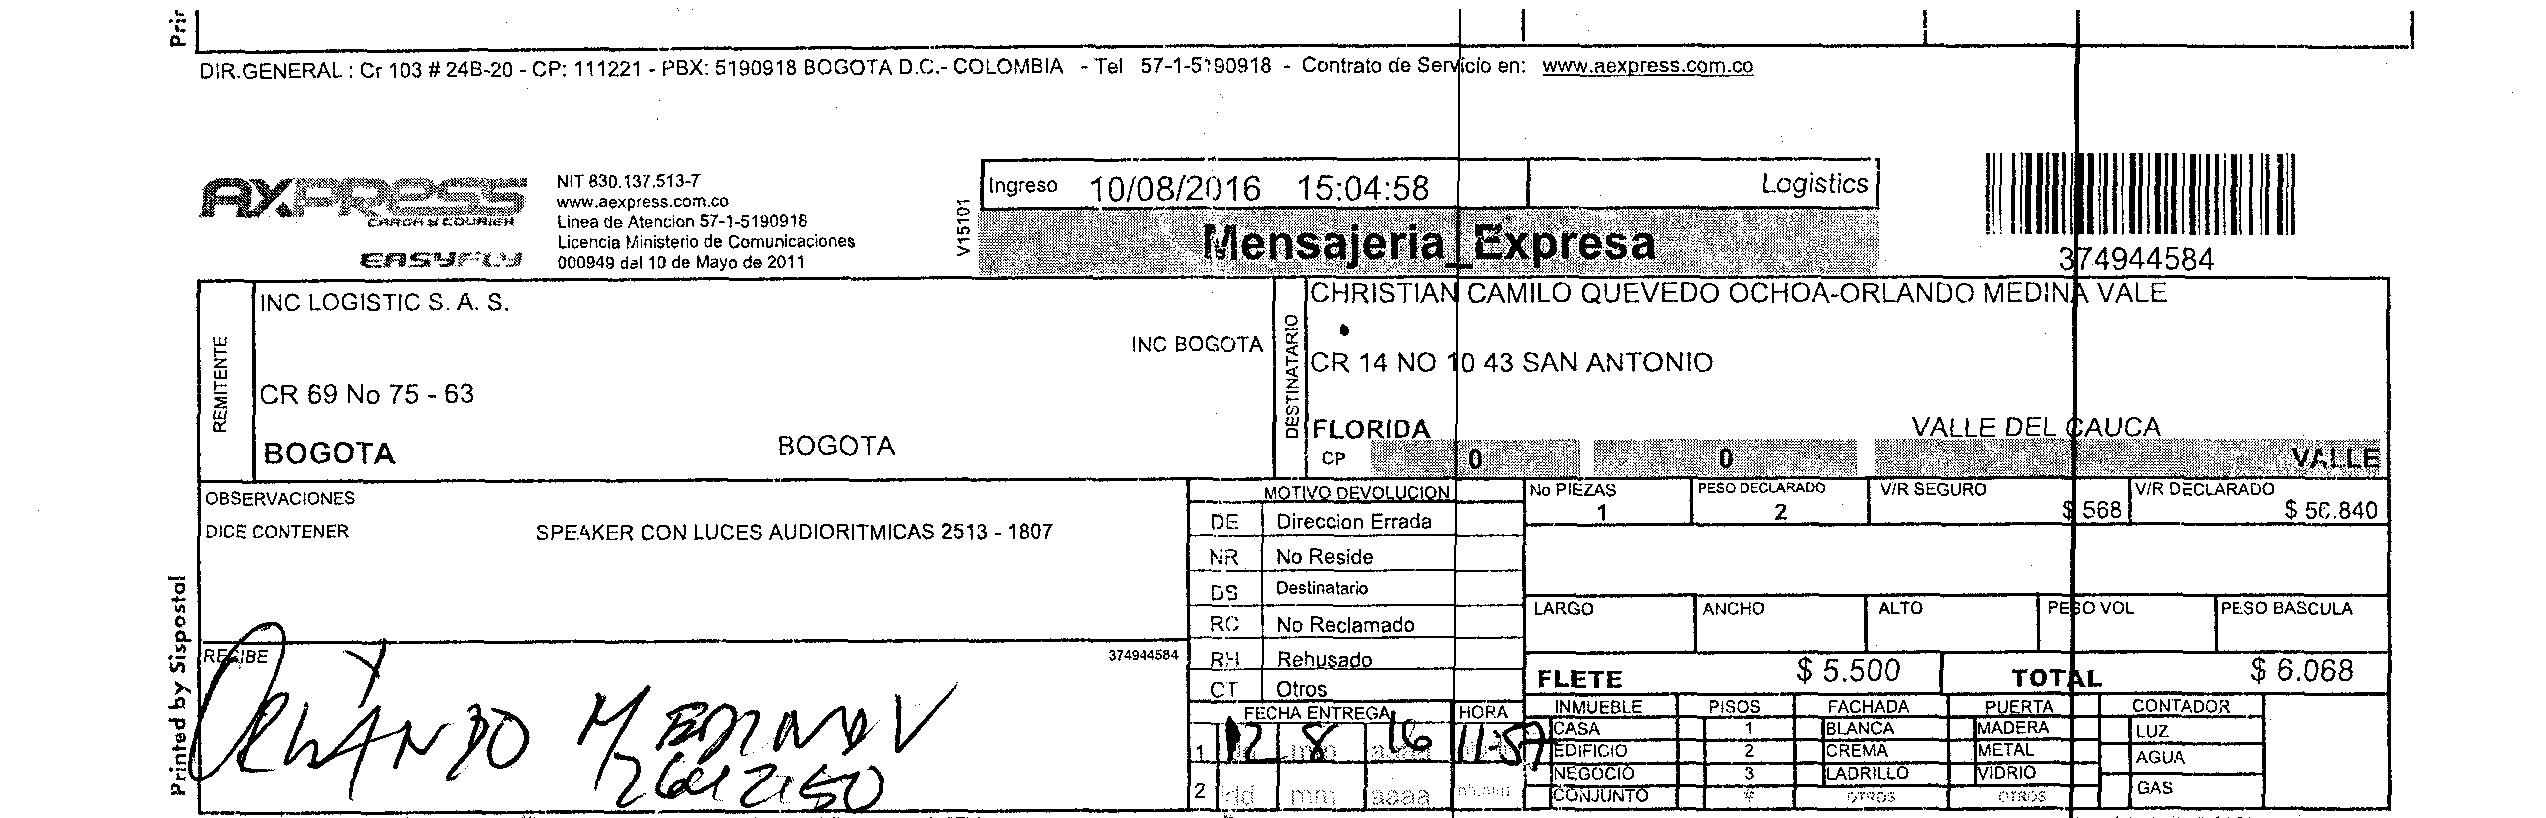 Prir
DIR.GENERAL : Cr 103 # 24B-20 - CP: 111221 - PBX: 5190918 BOGOTA D.C.- COLOMBIA - Tel 57-1-5190918 - Contrato de Servicio en: www.aexpress.com.co
AXPRESS
CARGA Y COURIER
EASYFLY
NIT 830.137.513-7
www.aexpress.com.co
Linea de Atencion 57-1-5190918
Licencia Ministerio de Comunicaciones
000949 dal 10 de Mayo de 2011
V15101
Ingreso 10/08/2016 15:04:58 Logistics
Mensajeria_Expresa
374944584
REMITENTE
INC LOGISTIC S. A. S.
INC BOGOTA
CR 69 No 75 - 63
BOGOTA BOGOTA
DESTINATARIO
CHRISTIAN CAMILO QUEVEDO OCHOA-ORLANDO MEDINA VALE
CR 14 NO 10 43 SAN ANTONIO
FLORIDA VALLE DEL CAUCA
CP 0 0 VALLE
OBSERVACIONES
DICE CONTENER SPEAKER CON LUCES AUDIORITMICAS 2513 - 1807
MOTIVO DEVOLUCION
DE Direccion Errada
NR No Reside
DS Destinatario
RC No Reclamado
RH Rehusado
CT Otros
No PIEZAS PESO DECLARADO V/R SEGURO V/R DECLARADO
1 2 $ 568 $ 56.840
LARGO ANCHO ALTO PESO VOL PESO BASCULA
FLETE $ 5.500 TOTAL $ 6.068
RECIBE 374944584
ORLANDO MEDINA V
FECHA ENTREGA HORA
1 12 8 16 11:57
2 dd mm aaaa
INMUEBLE PISOS FACHADA PUERTA CONTADOR
CASA 1 BLANCA MADERA LUZ
EDIFICIO 2 CREMA METAL AGUA
NEGOCIO 3 LADRILLO VIDRIO GAS
CONJUNTO # OTROS OTROS
Printed by Sispostal